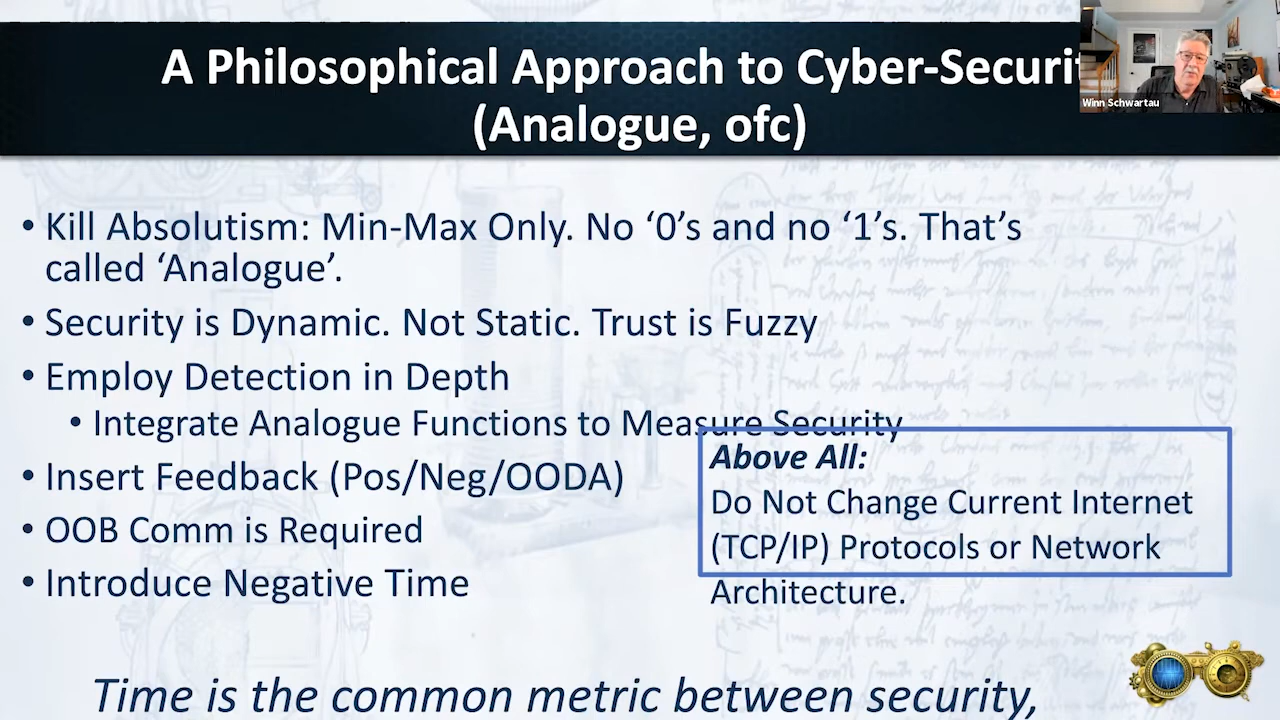 A Philosophical Approach to Cyber-Securit
(Analogue, ofc)
Winn Schwartau
• Kill Absolutism: Min-Max Only. No ‘0’s and no ‘1’s. That’s
called ‘Analogue’.
• Security is Dynamic. Not Static. Trust is Fuzzy
• Employ Detection in Depth
• Integrate Analogue Functions to Measure Security
• Insert Feedback (Pos/Neg/OODA)
• OOB Comm is Required
• Introduce Negative Time
Above All:
Do Not Change Current Internet
(TCP/IP) Protocols or Network
Architecture.
Time is the common metric between security,